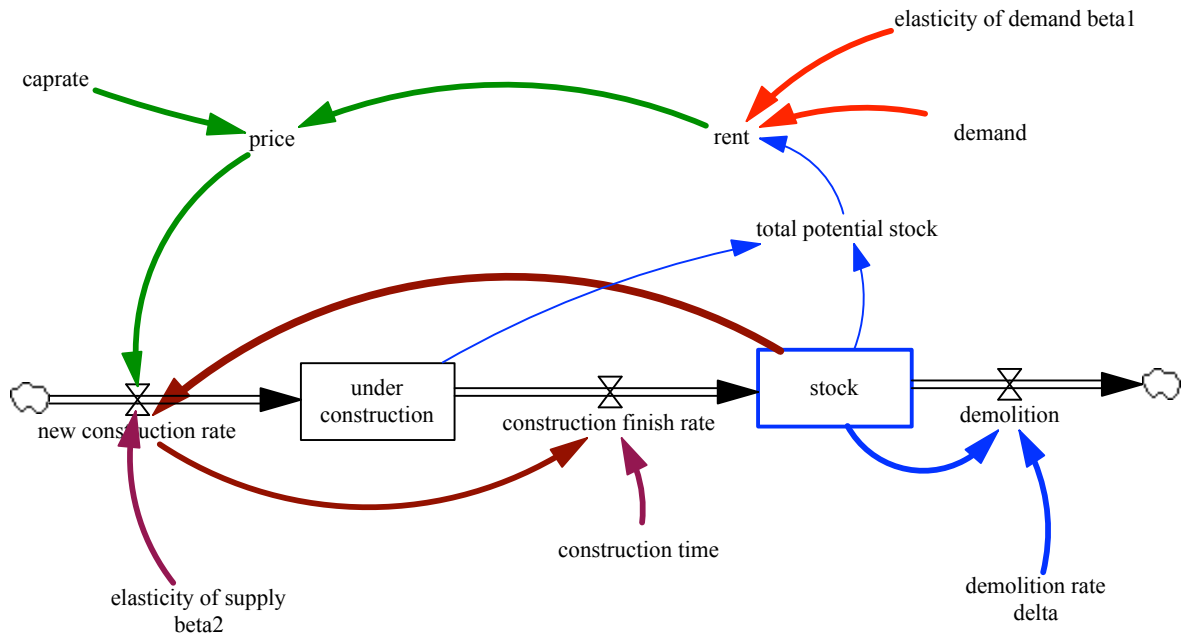 elasticity of demand beta1
caprate
price
rent
demand
total potential stock
under
construction
stock
new construction rate
construction finish rate
demolition
construction time
elasticity of supply
beta2
demolition rate
delta